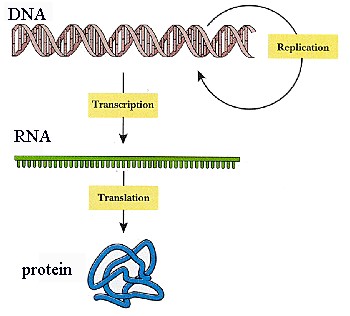 DNA
Replication
Transcription
RNA
Translation
protein